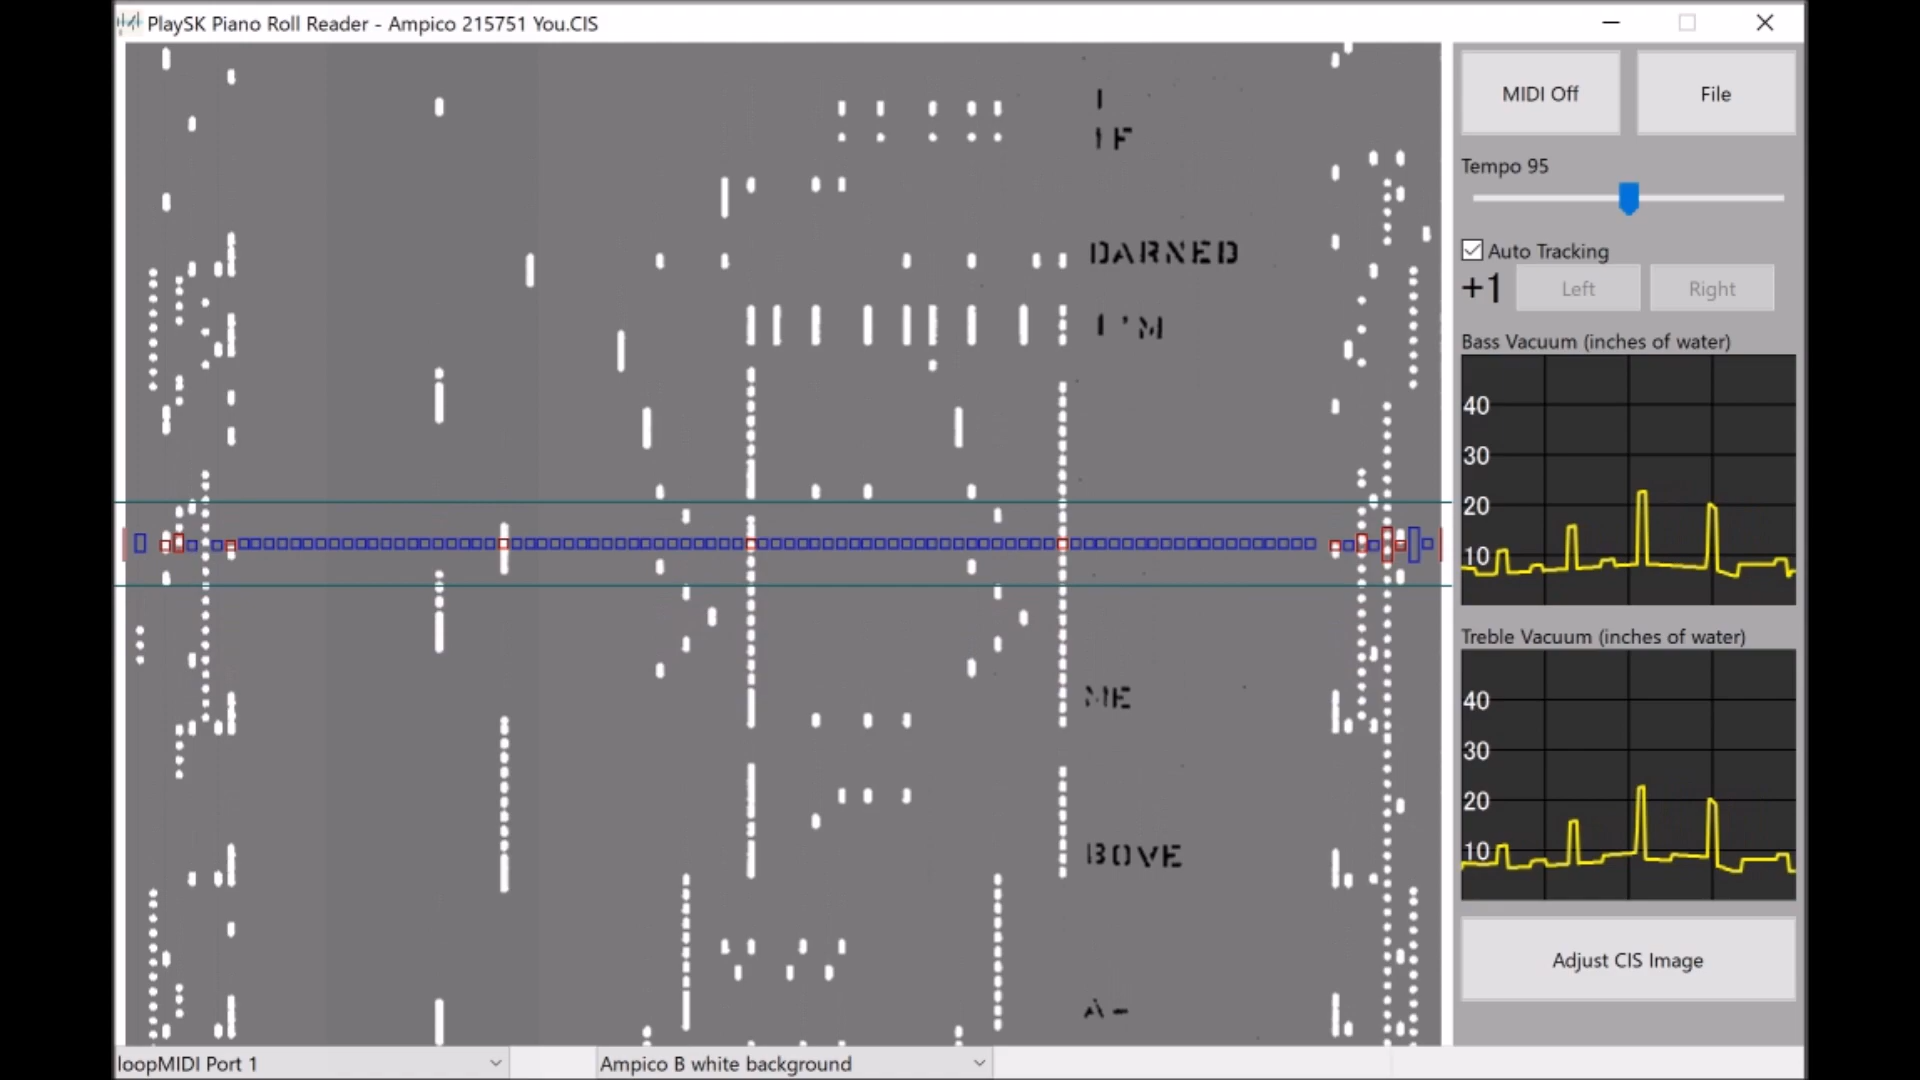 PlaySK Piano Roll Reader - Ampico 215751 You.CIS
I
IF
DARNED
I'M
ME
BOVE
A-
MIDI Off
File
Tempo 95
Auto Tracking
+1
Left
Right
Bass Vacuum (inches of water)
40
30
20
10
Treble Vacuum (inches of water)
40
30
20
10
Adjust CIS Image
loopMIDI Port 1
Ampico B white background